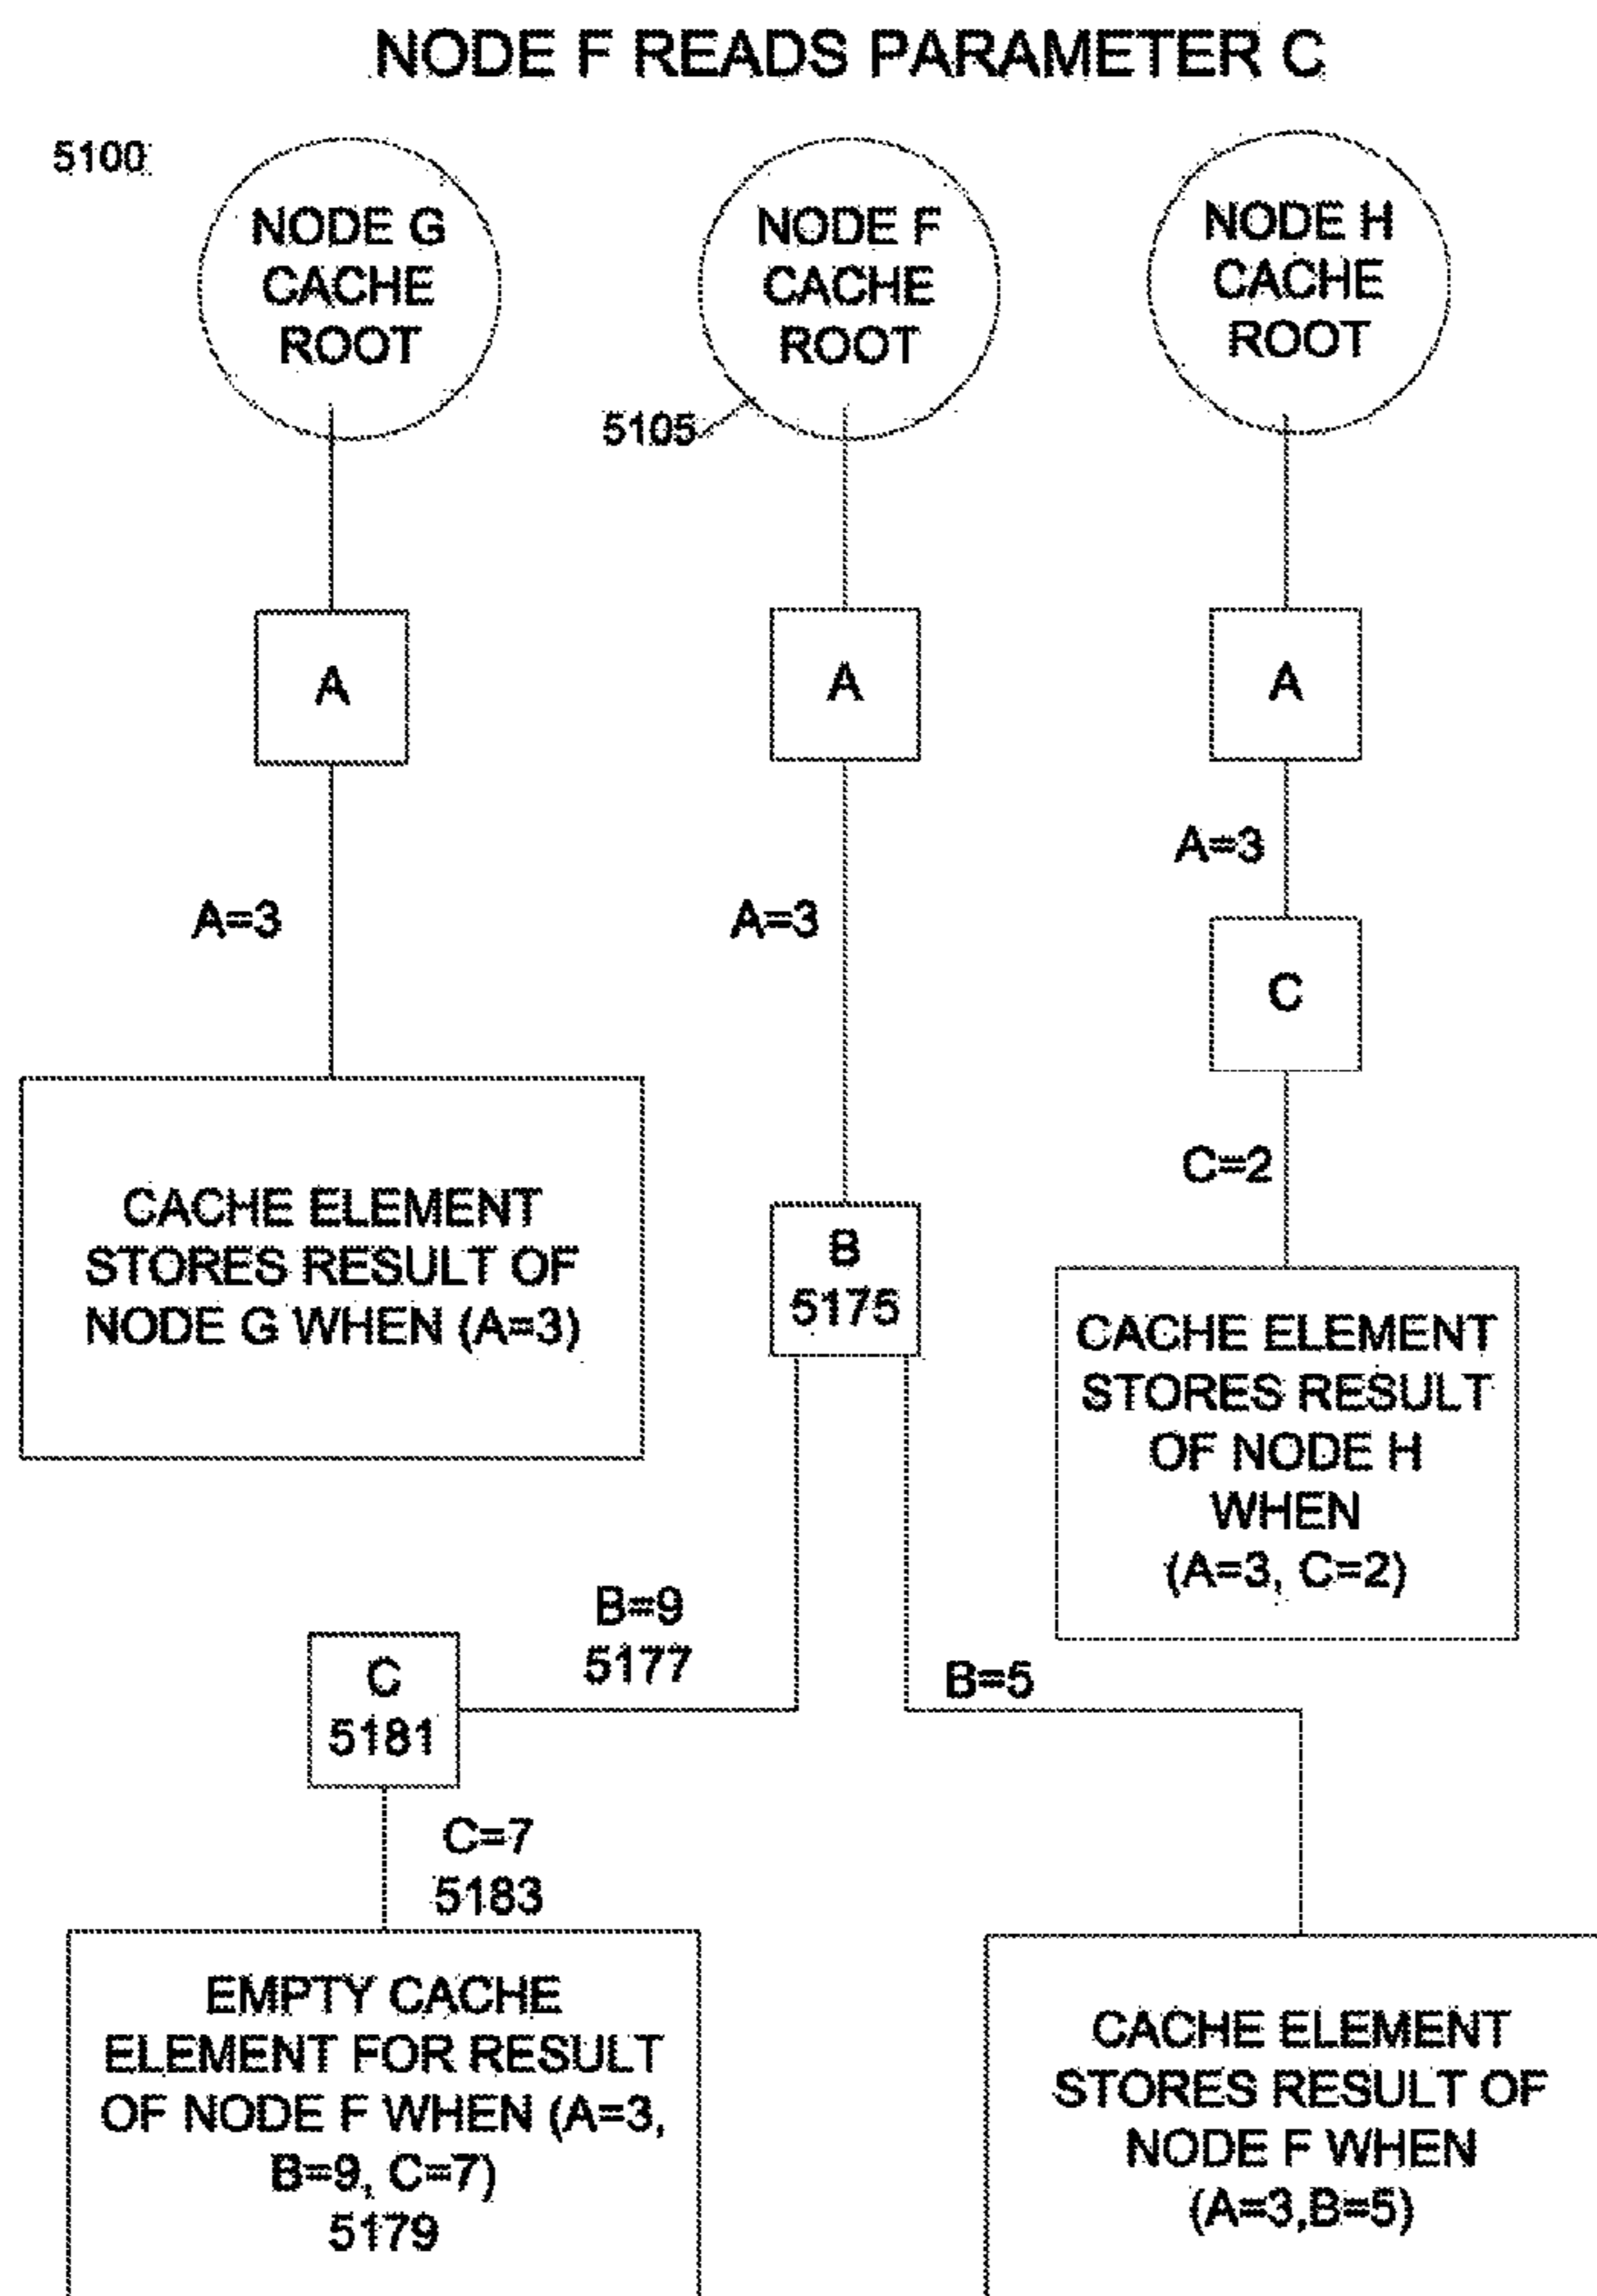 NODE F READS PARAMETER C
5100
NODE G
CACHE
ROOT
NODE F
CACHE
ROOT
NODE H
CACHE
ROOT
5105
A
A
A
A=3
A=3
A=3
C
C=2
CACHE ELEMENT
STORES RESULT OF
NODE G WHEN (A=3)
B
5175
CACHE ELEMENT
STORES RESULT
OF NODE H
WHEN
(A=3, C=2)
B=9
5177
B=5
C
5181
C=7
5183
EMPTY CACHE
ELEMENT FOR RESULT
OF NODE F WHEN (A=3,
B=9, C=7)
5179
CACHE ELEMENT
STORES RESULT OF
NODE F WHEN
(A=3,B=5)